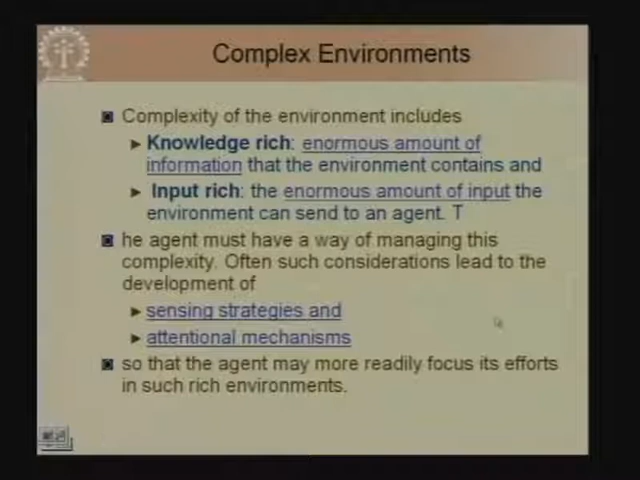 Complex Environments
Complexity of the environment includes
Knowledge rich: enormous amount of
information that the environment contains and
Input rich: the enormous amount of input the
environment can send to an agent. T
he agent must have a way of managing this
complexity. Often such considerations lead to the
development of
sensing strategies and
attentional mechanisms
so that the agent may more readily focus its efforts
in such rich environments.